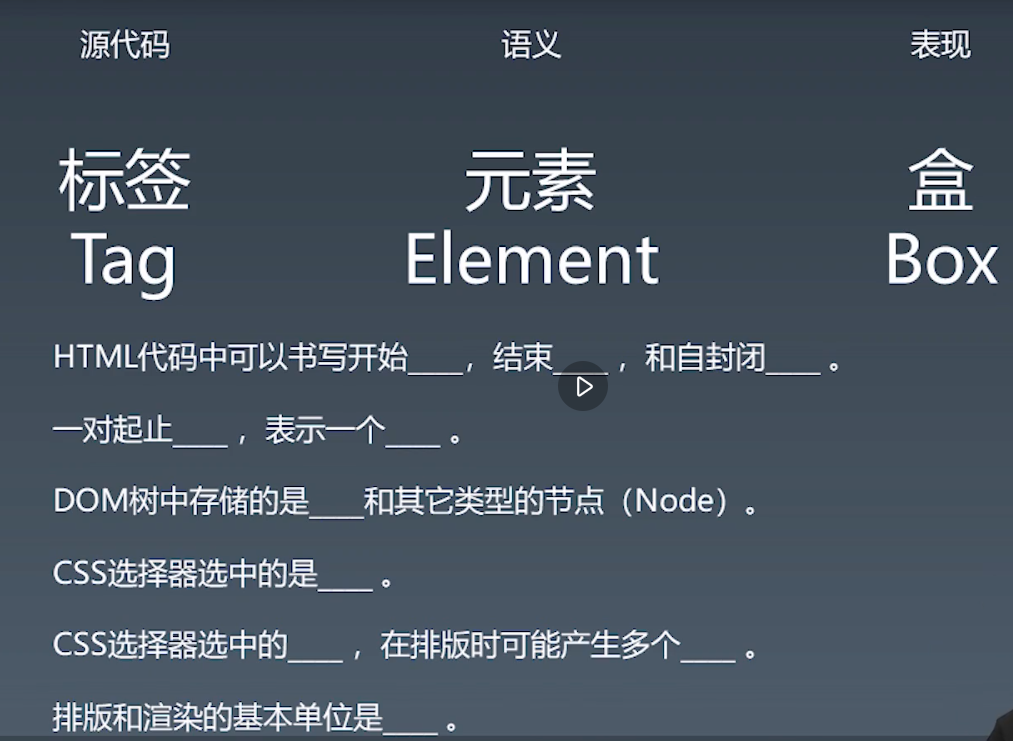 源代码 语义 表现
标签 元素 盒
Tag Element Box
HTML代码中可以书写开始____，结束____，和自封闭____。
一对起止____，表示一个____。
DOM树中存储的是____和其它类型的节点（Node）。
CSS选择器选中的是____。
CSS选择器选中的____，在排版时可能产生多个____。
排版和渲染的基本单位是____。